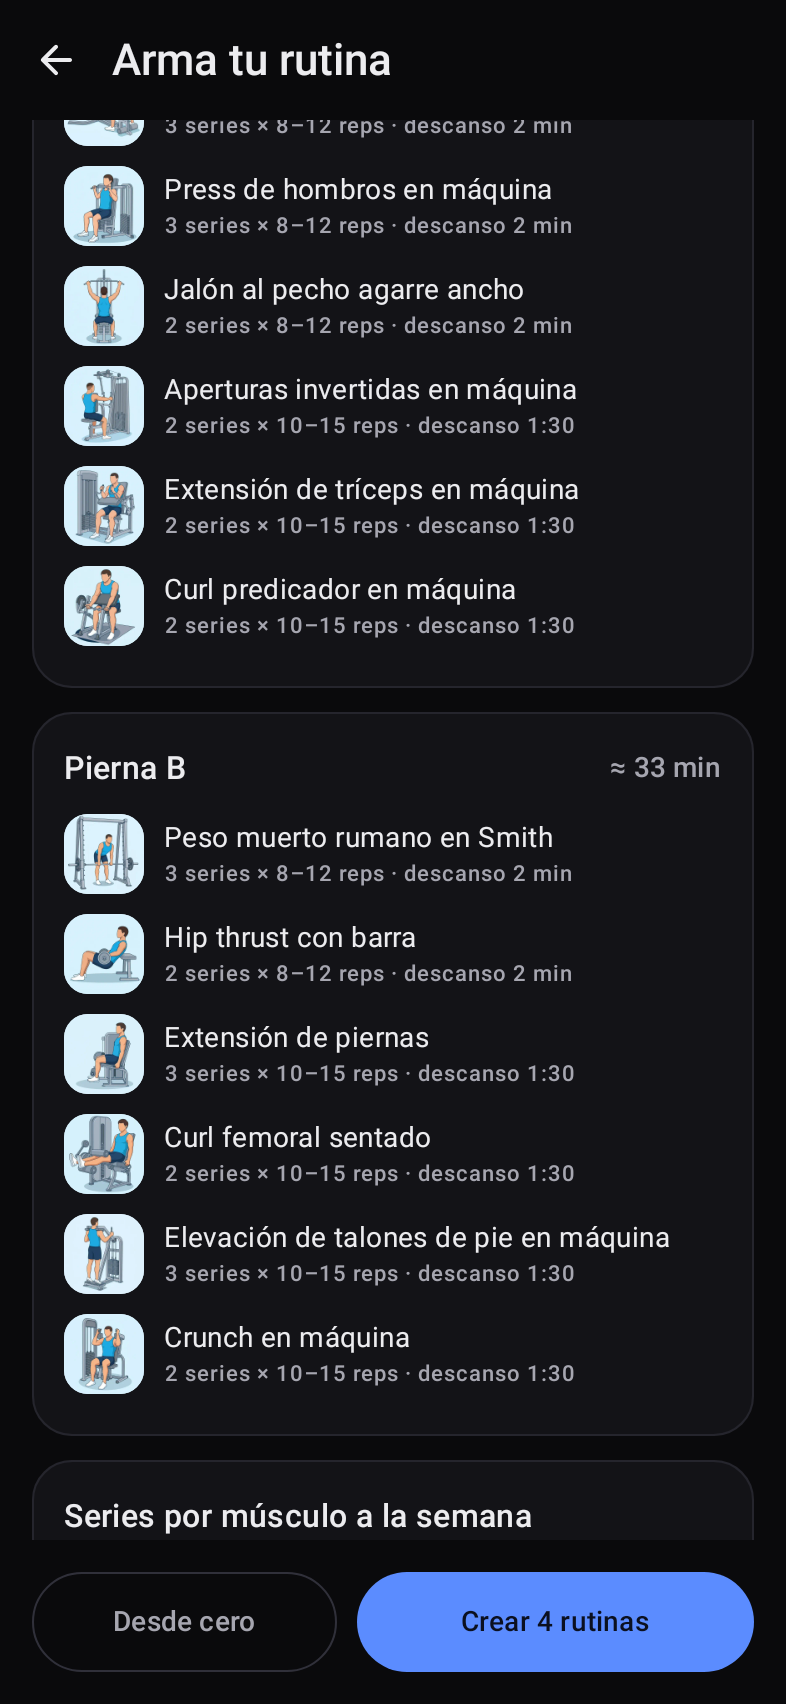 Arma tu rutina
3 series × 8–12 reps · descanso 2 min
Press de hombros en máquina
3 series × 8–12 reps · descanso 2 min
Jalón al pecho agarre ancho
2 series × 8–12 reps · descanso 2 min
Aperturas invertidas en máquina
2 series × 10–15 reps · descanso 1:30
Extensión de tríceps en máquina
2 series × 10–15 reps · descanso 1:30
Curl predicador en máquina
2 series × 10–15 reps · descanso 1:30
Pierna B
≈ 33 min
Peso muerto rumano en Smith
3 series × 8–12 reps · descanso 2 min
Hip thrust con barra
2 series × 8–12 reps · descanso 2 min
Extensión de piernas
3 series × 10–15 reps · descanso 1:30
Curl femoral sentado
2 series × 10–15 reps · descanso 1:30
Elevación de talones de pie en máquina
3 series × 10–15 reps · descanso 1:30
Crunch en máquina
2 series × 10–15 reps · descanso 1:30
Series por músculo a la semana
Desde cero
Crear 4 rutinas